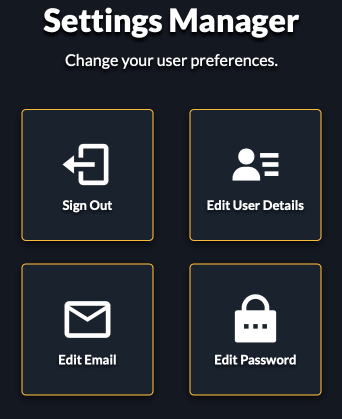 Settings Manager
Change your user preferences.
Sign Out
Edit User Details
Edit Email
Edit Password